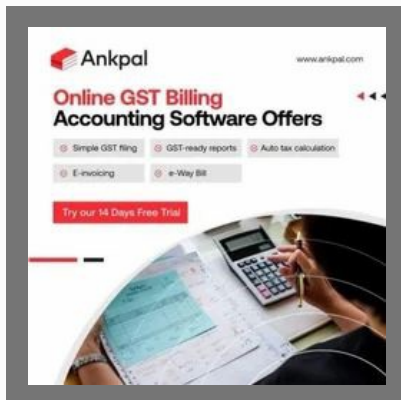 Ankpal
www.ankpal.com
Online GST Billing
Accounting Software Offers
Simple GST filing
GST-ready reports
Auto tax calculation
E-invoicing
e-Way Bill
Try our 14 Days Free Trial